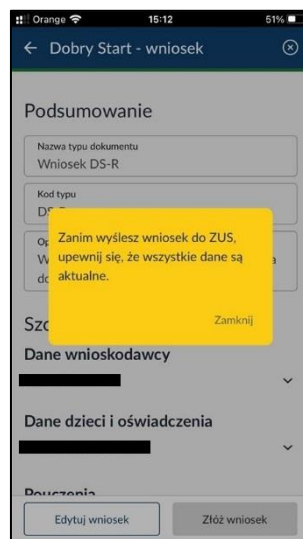 Orange 15:12 51%
Dobry Start - wniosek
Podsumowanie
Nazwa typu dokumentu
Wniosek DS-R
Kod typu
Zanim wyślesz wniosek do ZUS,
upewnij się, że wszystkie dane są
aktualne.
Zamknij
Dane wnioskodawcy
Dane dzieci i oświadczenia
Pouczenia
Edytuj wniosek Złóż wniosek